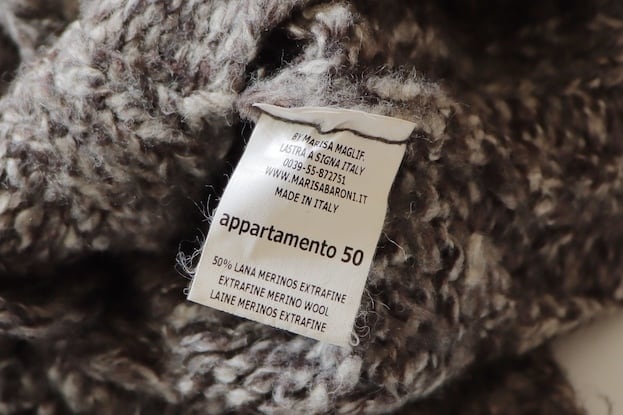 BY MARISA MAGLIF.
LASTRA A SIGNA ITALY
0039-55-872751
WWW.MARISABARONI.IT
MADE IN ITALY
appartamento 50
50% LANA MERINOS EXTRAFINE
EXTRAFINE MERINO WOOL
LAINE MERINOS EXTRAFINE